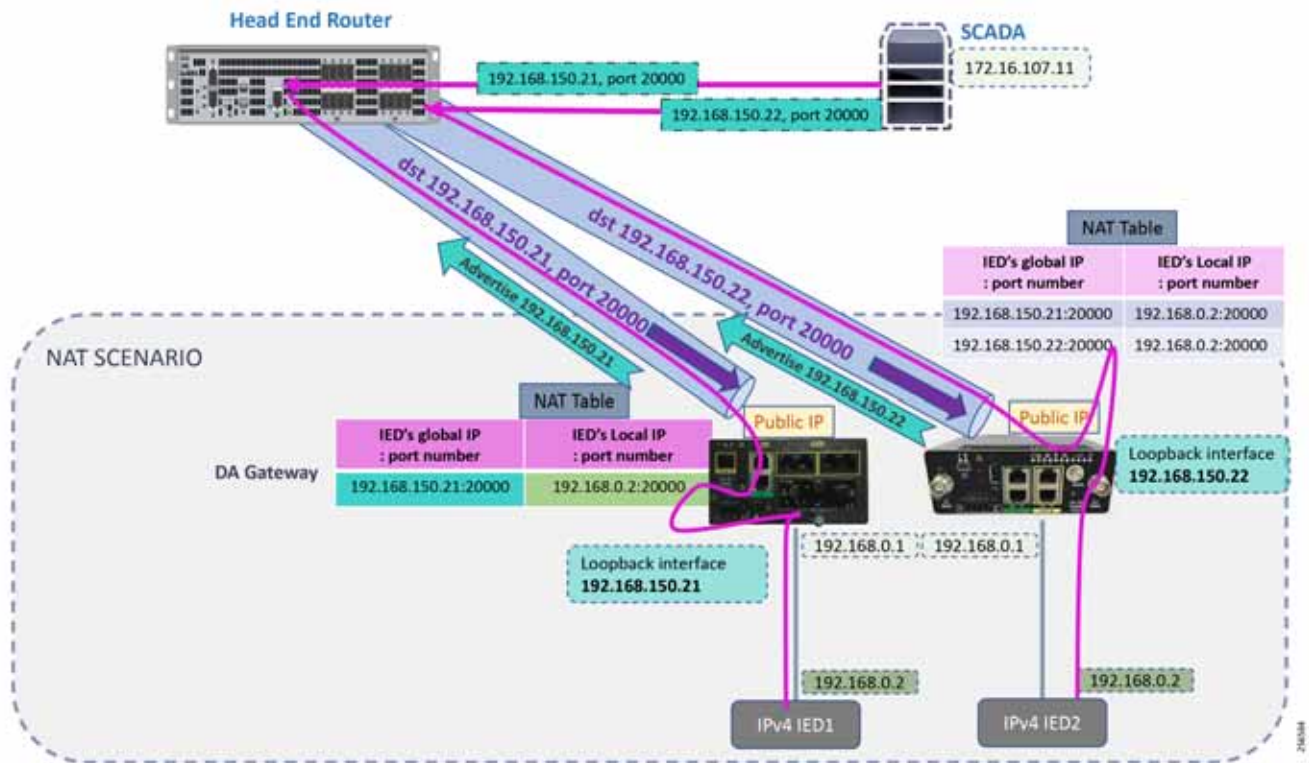 Head End Router
SCADA
172.16.107.11
192.168.150.21, port 20000
192.168.150.22, port 20000
dst 192.168.150.21, port 20000
dst 192.168.150.22, port 20000
Advertise 192.168.150.21
Advertise 192.168.150.22
NAT Table
IED's global IP
: port number
IED's Local IP
: port number
192.168.150.21:20000
192.168.0.2:20000
192.168.150.22:20000
192.168.0.2:20000
NAT SCENARIO
NAT Table
IED's global IP
: port number
IED's Local IP
: port number
192.168.150.21:20000
192.168.0.2:20000
DA Gateway
Public IP
Public IP
Loopback interface
192.168.150.22
192.168.0.1
192.168.0.1
Loopback interface
192.168.150.21
192.168.0.2
192.168.0.2
IPv4 IED1
IPv4 IED2